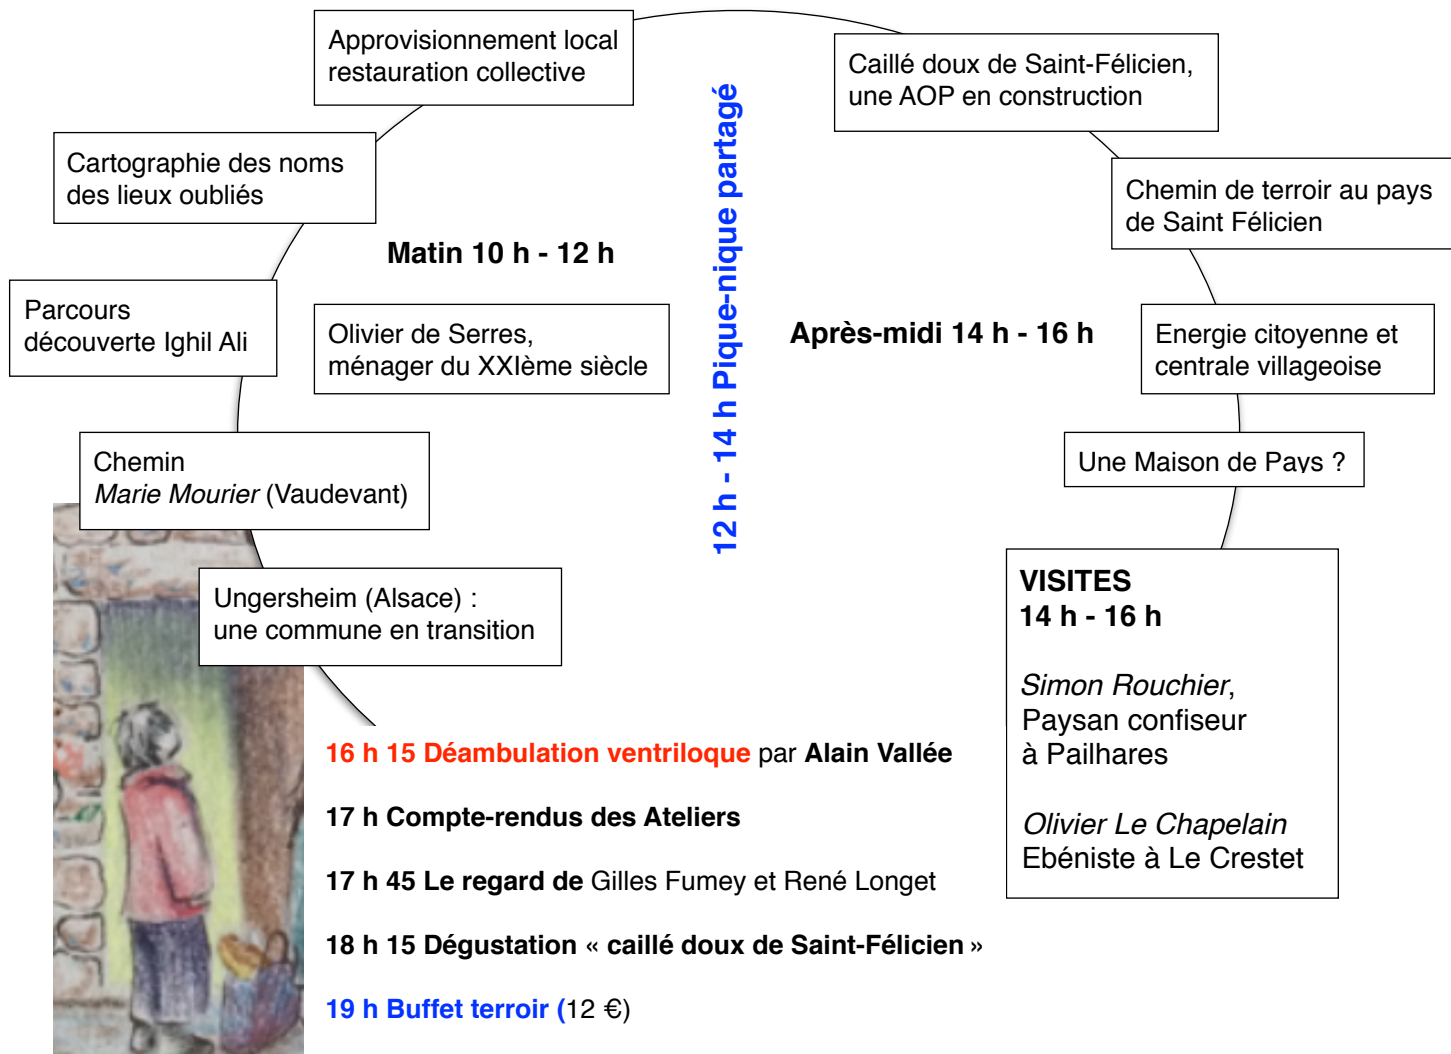 Approvisionnement local
restauration collective
Cartographie des noms
des lieux oubliés
Matin 10 h - 12 h
Parcours
découverte Ighil Ali
Olivier de Serres,
ménager du XXIème siècle
Chemin
Marie Mourier (Vaudevant)
Ungersheim (Alsace) :
une commune en transition
12 h - 14 h Pique-nique partagé
Caillé doux de Saint-Félicien,
une AOP en construction
Chemin de terroir au pays
de Saint Félicien
Après-midi 14 h - 16 h
Energie citoyenne et
centrale villageoise
Une Maison de Pays ?
VISITES
14 h - 16 h
Simon Rouchier,
Paysan confiseur
à Pailhares
Olivier Le Chapelain
Ebéniste à Le Crestet
16 h 15 Déambulation ventriloque par Alain Vallée
17 h Compte-rendus des Ateliers
17 h 45 Le regard de Gilles Fumey et René Longet
18 h 15 Dégustation « caillé doux de Saint-Félicien »
19 h Buffet terroir (12 €)